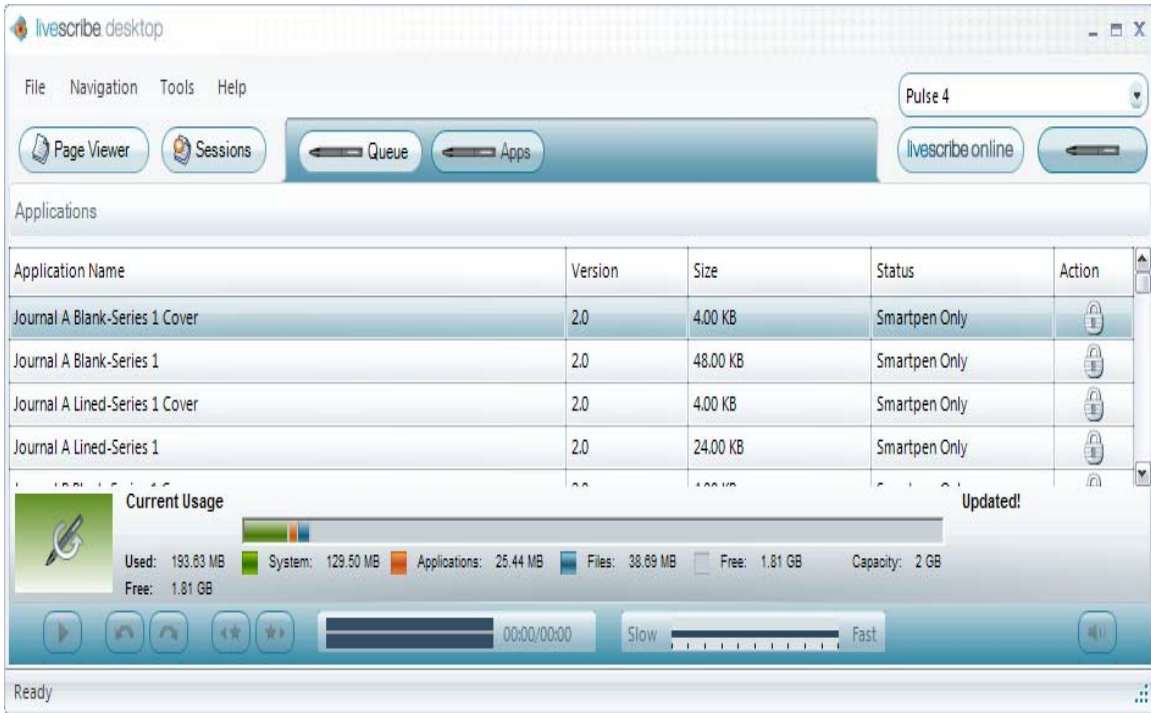 livescribe desktop
File Navigation Tools Help
Pulse 4
Page Viewer Sessions Queue Apps livescribe online
Applications
Application Name Version Size Status Action
Journal A Blank-Series 1 Cover 2.0 4.00 KB Smartpen Only
Journal A Blank-Series 1 2.0 48.00 KB Smartpen Only
Journal A Lined-Series 1 Cover 2.0 4.00 KB Smartpen Only
Journal A Lined-Series 1 2.0 24.00 KB Smartpen Only
Current Usage Updated!
Used: 193.63 MB System: 129.50 MB Applications: 25.44 MB Files: 38.69 MB Free: 1.81 GB Capacity: 2 GB
Free: 1.81 GB
00:00/00:00 Slow Fast
Ready